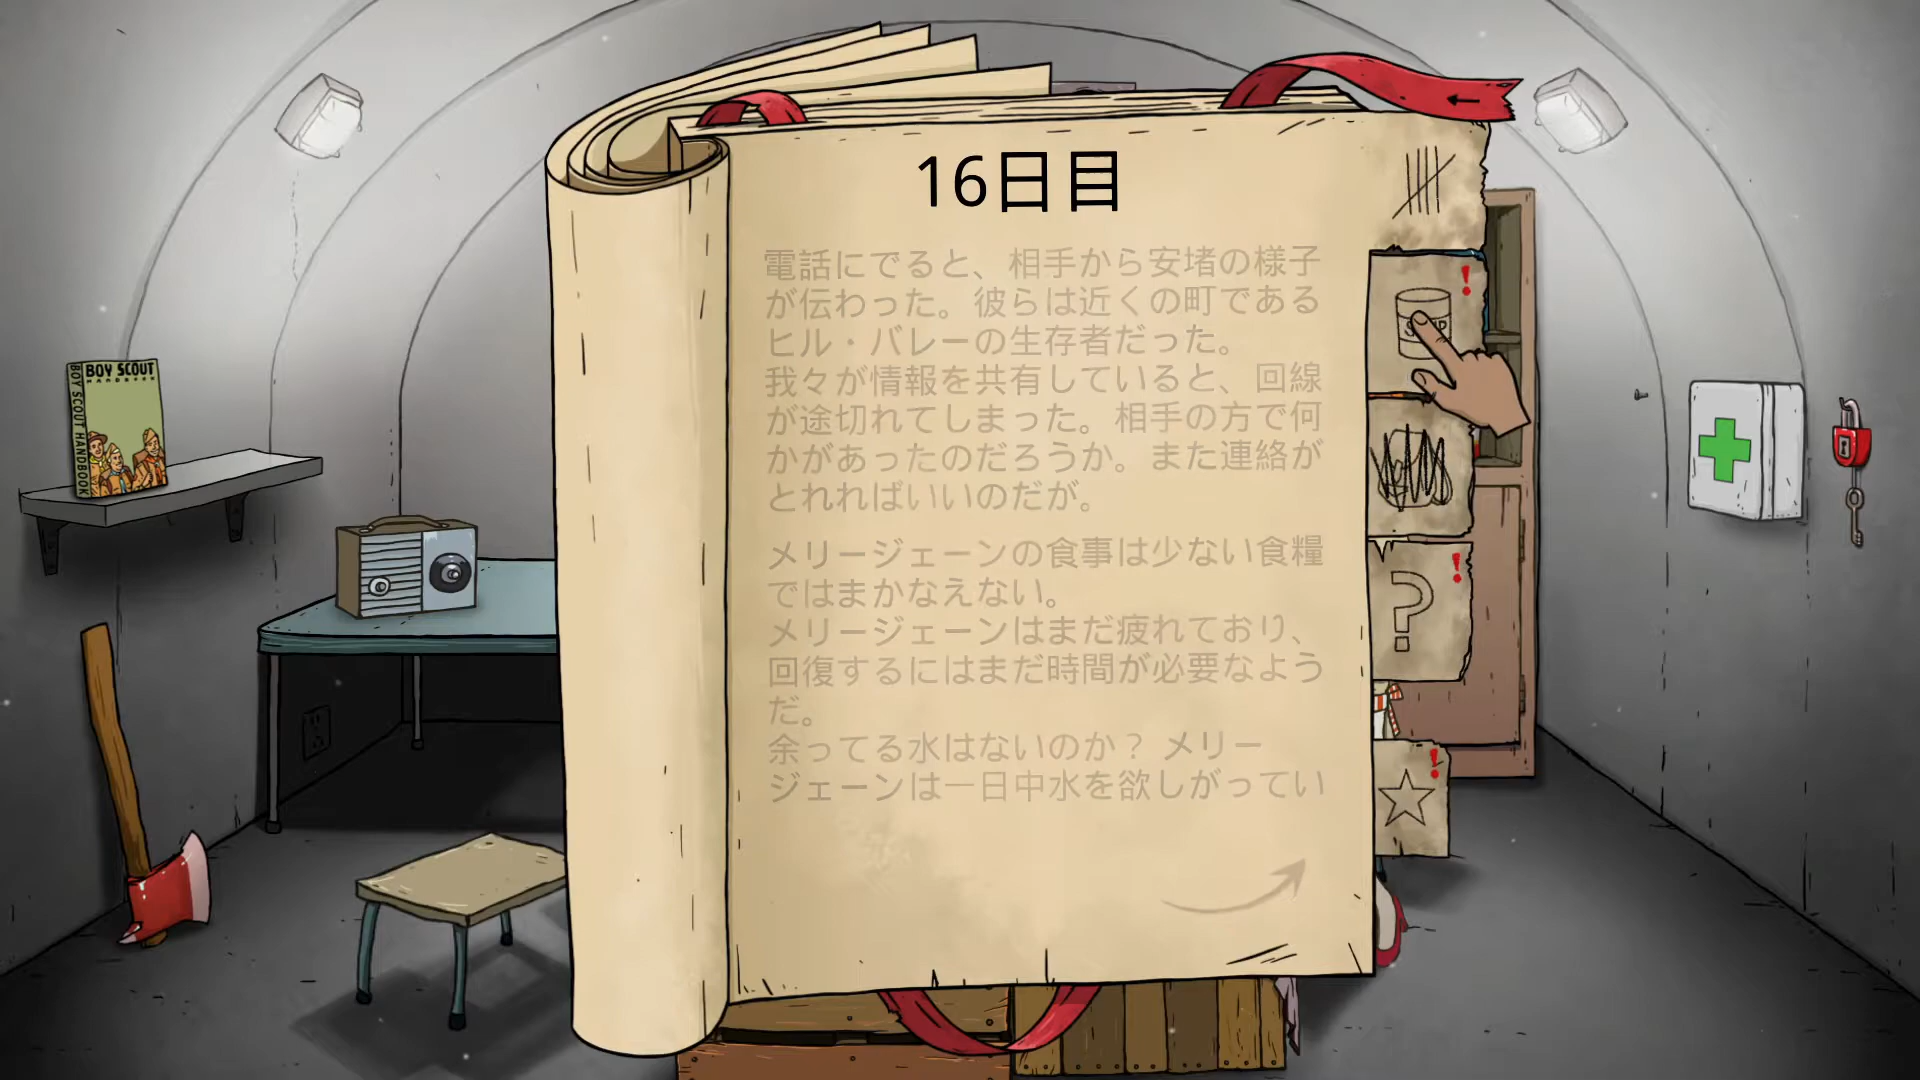 16日目
電話にでると、相手から安堵の様子
が伝わった。彼らは近くの町である
ヒル・バレーの生存者だった。
我々が情報を共有していると、回線
が途切れてしまった。相手の方で何
かがあったのだろうか。また連絡が
とれればいいのだが。
メリージェーンの食事は少ない食糧
ではまかなえない。
メリージェーンはまだ疲れており、
回復するにはまだ時間が必要なよう
だ。
余ってる水はないのか？ メリー
ジェーンは一日中水を欲しがってい
BOY SCOUT
HANDBOOK
BOY SCOUT HANDBOOK
!
!
?
!